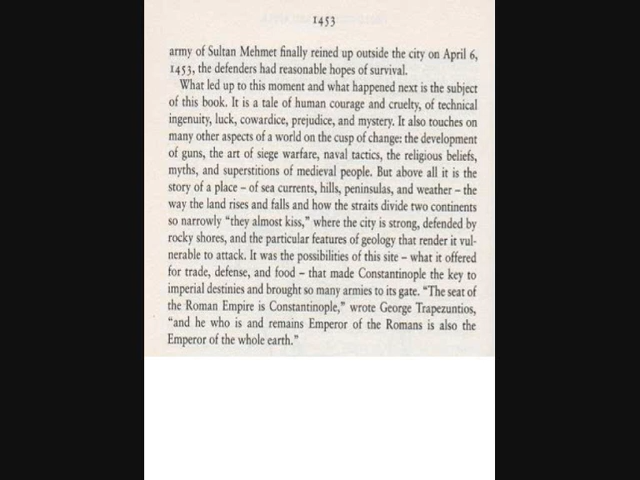 1453
army of Sultan Mehmet finally reined up outside the city on April 6,
1453, the defenders had reasonable hopes of survival.
What led up to this moment and what happened next is the subject
of this book. It is a tale of human courage and cruelty, of technical
ingenuity, luck, cowardice, prejudice, and mystery. It also touches on
many other aspects of a world on the cusp of change: the development
of guns, the art of siege warfare, naval tactics, the religious beliefs,
myths, and superstitions of medieval people. But above all it is the
story of a place – of sea currents, hills, peninsulas, and weather – the
way the land rises and falls and how the straits divide two continents
so narrowly “they almost kiss,” where the city is strong, defended by
rocky shores, and the particular features of geology that render it vul-
nerable to attack. It was the possibilities of this site – what it offered
for trade, defense, and food – that made Constantinople the key to
imperial destinies and brought so many armies to its gate. “The seat of
the Roman Empire is Constantinople,” wrote George Trapezuntios,
“and he who is and remains Emperor of the Romans is also the
Emperor of the whole earth.”